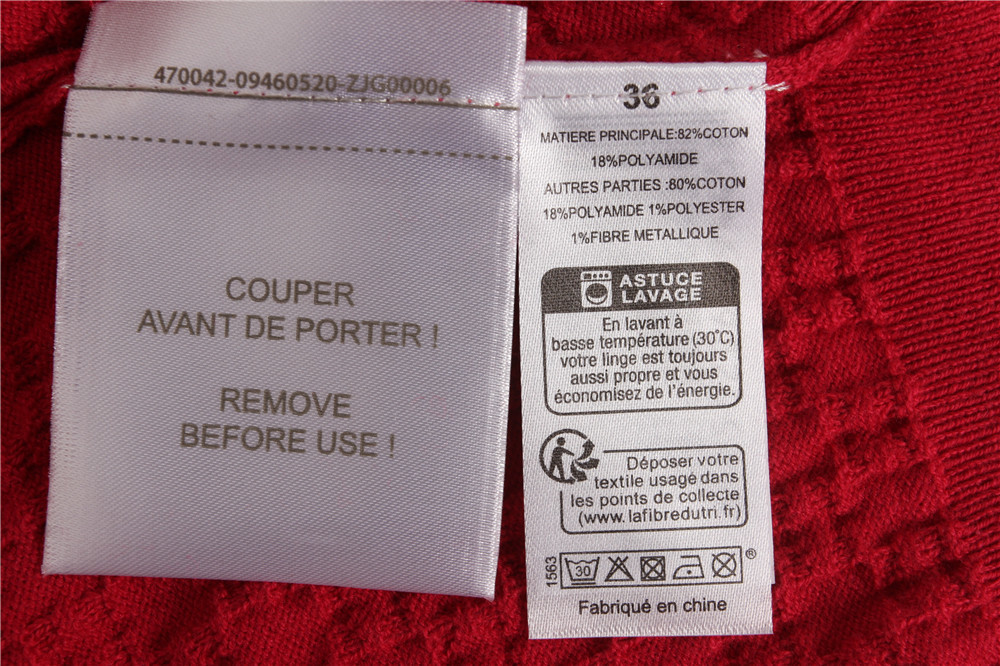 470042-09460520-ZJG00006
COUPER
AVANT DE PORTER !
REMOVE
BEFORE USE !
36
MATIERE PRINCIPALE:82%COTON
18%POLYAMIDE
AUTRES PARTIES :80%COTON
18%POLYAMIDE 1%POLYESTER
1%FIBRE METALLIQUE
ASTUCE
LAVAGE
En lavant à
basse température (30°C)
votre linge est toujours
aussi propre et vous
économisez de l'énergie.
Déposer votre
textile usagé dans
les points de collecte
(www.lafibredutri.fr)
1563
30
®
Fabriqué en chine